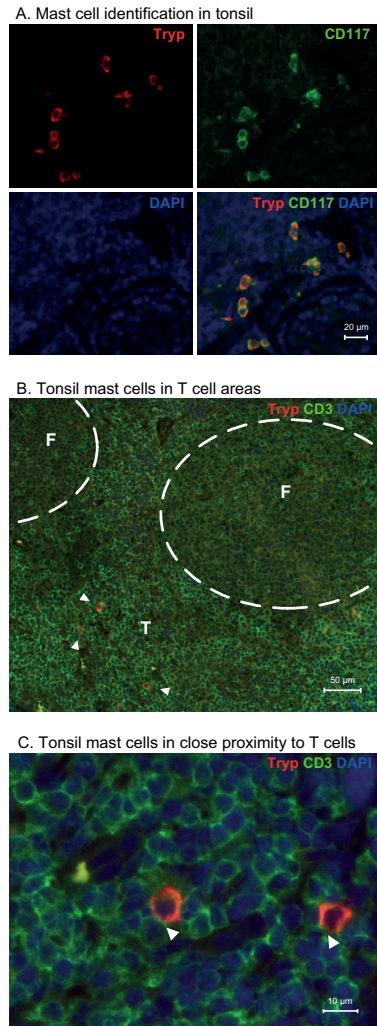 A. Mast cell identification in tonsil
Tryp
CD117
DAPI
Tryp CD117 DAPI
20 µm
B. Tonsil mast cells in T cell areas
Tryp CD3 DAPI
F
F
T
50 µm
C. Tonsil mast cells in close proximity to T cells
Tryp CD3 DAPI
10 µm